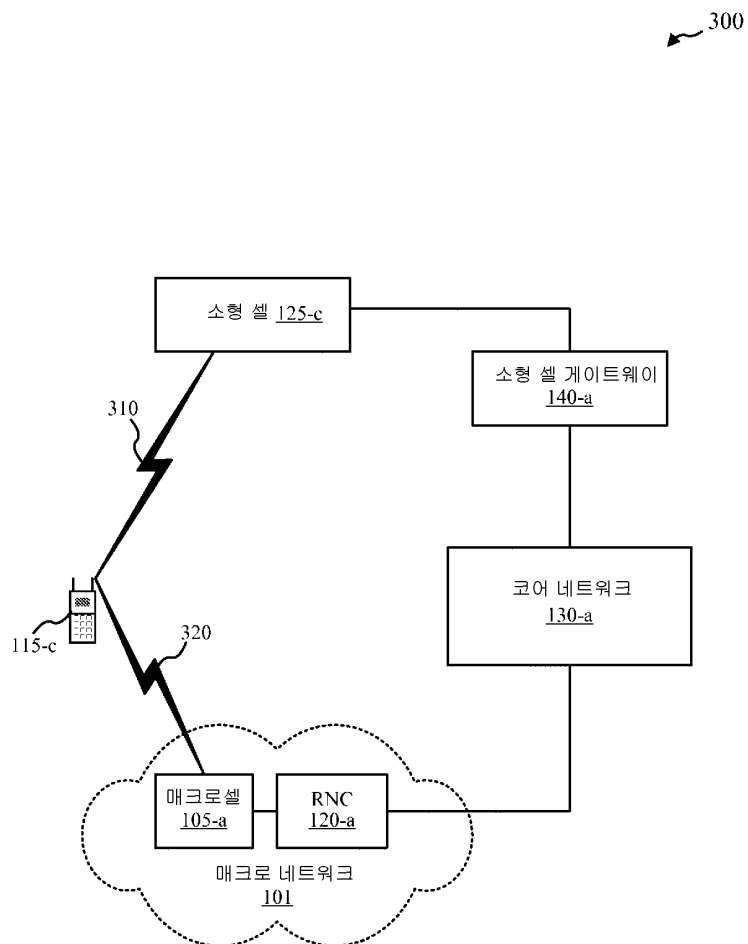 300
소형 셀 125-c
소형 셀 게이트웨이
140-a
310
코어 네트워크
130-a
115-c
320
매크로셀
105-a
RNC
120-a
매크로 네트워크
101